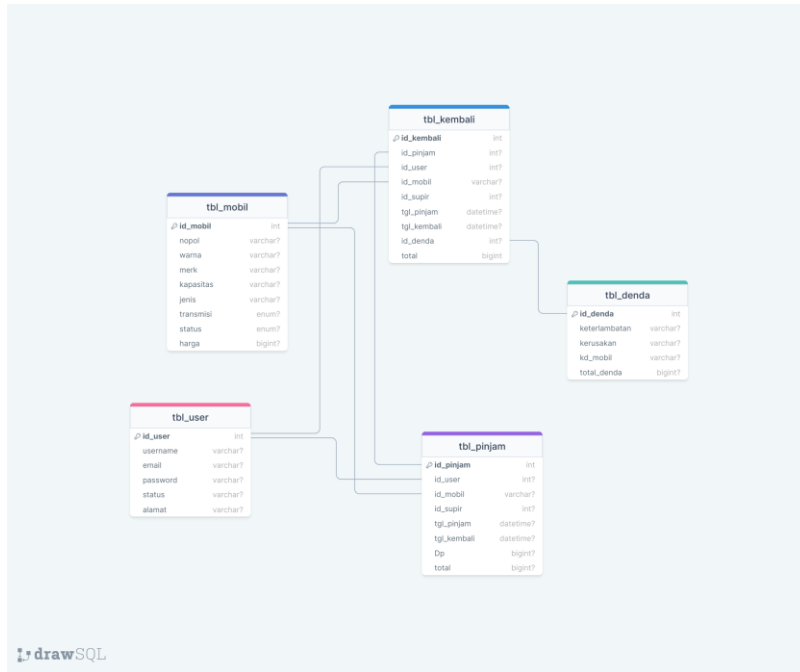 tbl_kembali
id_kembali int
id_pinjam int?
id_user int?
id_mobil varchar?
id_supir int?
tgl_pinjam datetime?
tgl_kembali datetime?
id_denda int?
total bigint
tbl_mobil
id_mobil int
nopol varchar?
warna varchar?
merk varchar?
kapasitas varchar?
jenis varchar?
transmisi enum?
status enum?
harga bigint?
tbl_denda
id_denda int
keterlambatan varchar?
kerusakan varchar?
kd_mobil varchar?
total_denda bigint?
tbl_user
id_user int
username varchar?
email varchar?
password varchar?
status varchar?
alamat varchar?
tbl_pinjam
id_pinjam int
id_user int?
id_mobil varchar?
id_supir int?
tgl_pinjam datetime?
tgl_kembali datetime?
Dp bigint?
total bigint?
drawSQL